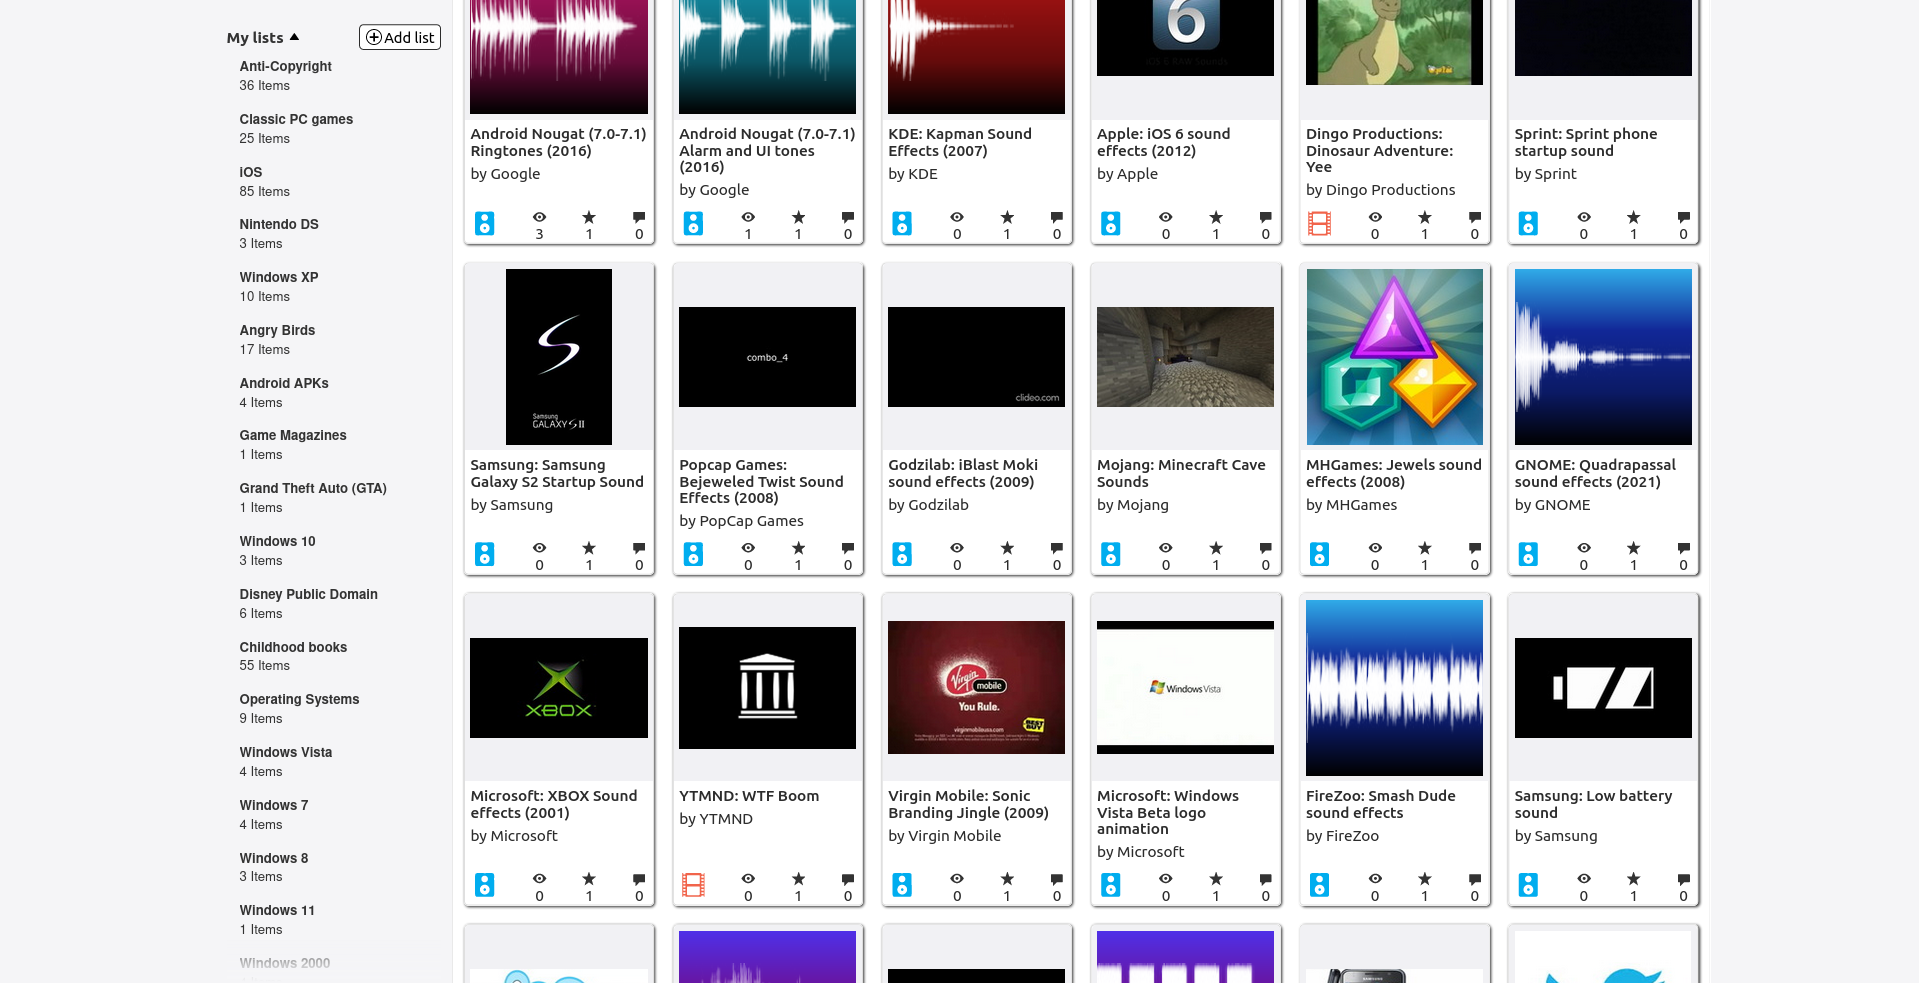 My lists
Add list
Anti-Copyright
36 Items
Classic PC games
25 Items
iOS
85 Items
Nintendo DS
3 Items
Windows XP
10 Items
Angry Birds
17 Items
Android APKs
4 Items
Game Magazines
1 Items
Grand Theft Auto (GTA)
1 Items
Windows 10
3 Items
Disney Public Domain
6 Items
Childhood books
55 Items
Operating Systems
9 Items
Windows Vista
4 Items
Windows 7
4 Items
Windows 8
3 Items
Windows 11
1 Items
Windows 2000
Android Nougat (7.0-7.1)
Ringtones (2016)
by Google
3 1 0
Android Nougat (7.0-7.1)
Alarm and UI tones
(2016)
by Google
1 1 0
KDE: Kapman Sound
Effects (2007)
by KDE
0 1 0
6
iOS 6 RAW Sounds
Apple: iOS 6 sound
effects (2012)
by Apple
0 1 0
Dingo Productions:
Dinosaur Adventure:
Yee
by Dingo Productions
0 1 0
Sprint: Sprint phone
startup sound
by Sprint
0 1 0
S
Samsung
GALAXY S II
Samsung: Samsung
Galaxy S2 Startup Sound
by Samsung
0 1 0
combo_4
Popcap Games:
Bejeweled Twist Sound
Effects (2008)
by PopCap Games
0 1 0
clideo.com
Godzilab: iBlast Moki
sound effects (2009)
by Godzilab
0 1 0
Mojang: Minecraft Cave
Sounds
by Mojang
0 1 0
MHGames: Jewels sound
effects (2008)
by MHGames
0 1 0
GNOME: Quadrapassal
sound effects (2021)
by GNOME
0 1 0
XBOX
Microsoft: XBOX Sound
effects (2001)
by Microsoft
0 1 0
YTMND: WTF Boom
by YTMND
0 1 0
Virgin
mobile
You Rule.
virginmobileusa.com
BEST BUY
Virgin Mobile: Sonic
Branding Jingle (2009)
by Virgin Mobile
0 1 0
Windows Vista
Microsoft: Windows
Vista Beta logo
animation
by Microsoft
0 1 0
FireZoo: Smash Dude
sound effects
by FireZoo
0 1 0
Samsung: Low battery
sound
by Samsung
0 1 0
SAMSUNG